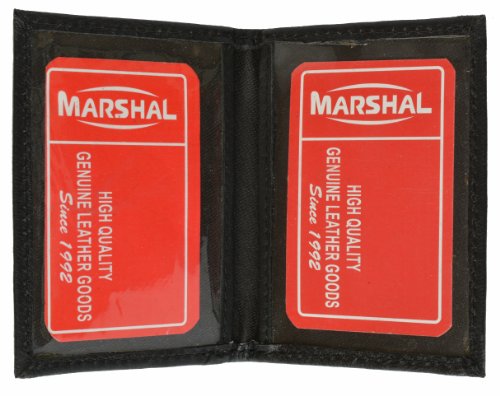 MARSHAL
HIGH QUALITY
GENUINE LEATHER GOODS
Since 1992
MARSHAL
HIGH QUALITY
GENUINE LEATHER GOODS
Since 1992